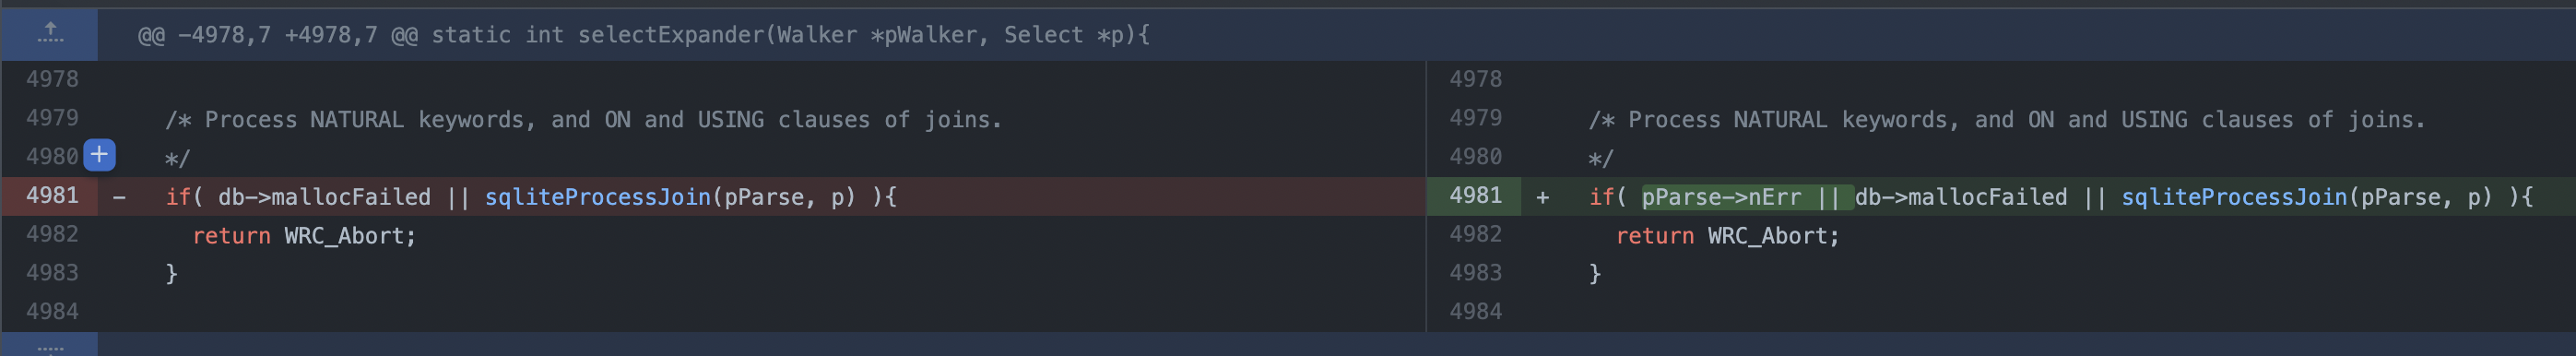 @@ -4978,7 +4978,7 @@ static int selectExpander(Walker *pWalker, Select *p){
4978
4979 /* Process NATURAL keywords, and ON and USING clauses of joins.
4980 + */
4981 - if( db->mallocFailed || sqliteProcessJoin(pParse, p) ){
4982 return WRC_Abort;
4983 }
4984
4978
4979 /* Process NATURAL keywords, and ON and USING clauses of joins.
4980 */
4981 + if( pParse->nErr || db->mallocFailed || sqliteProcessJoin(pParse, p) ){
4982 return WRC_Abort;
4983 }
4984